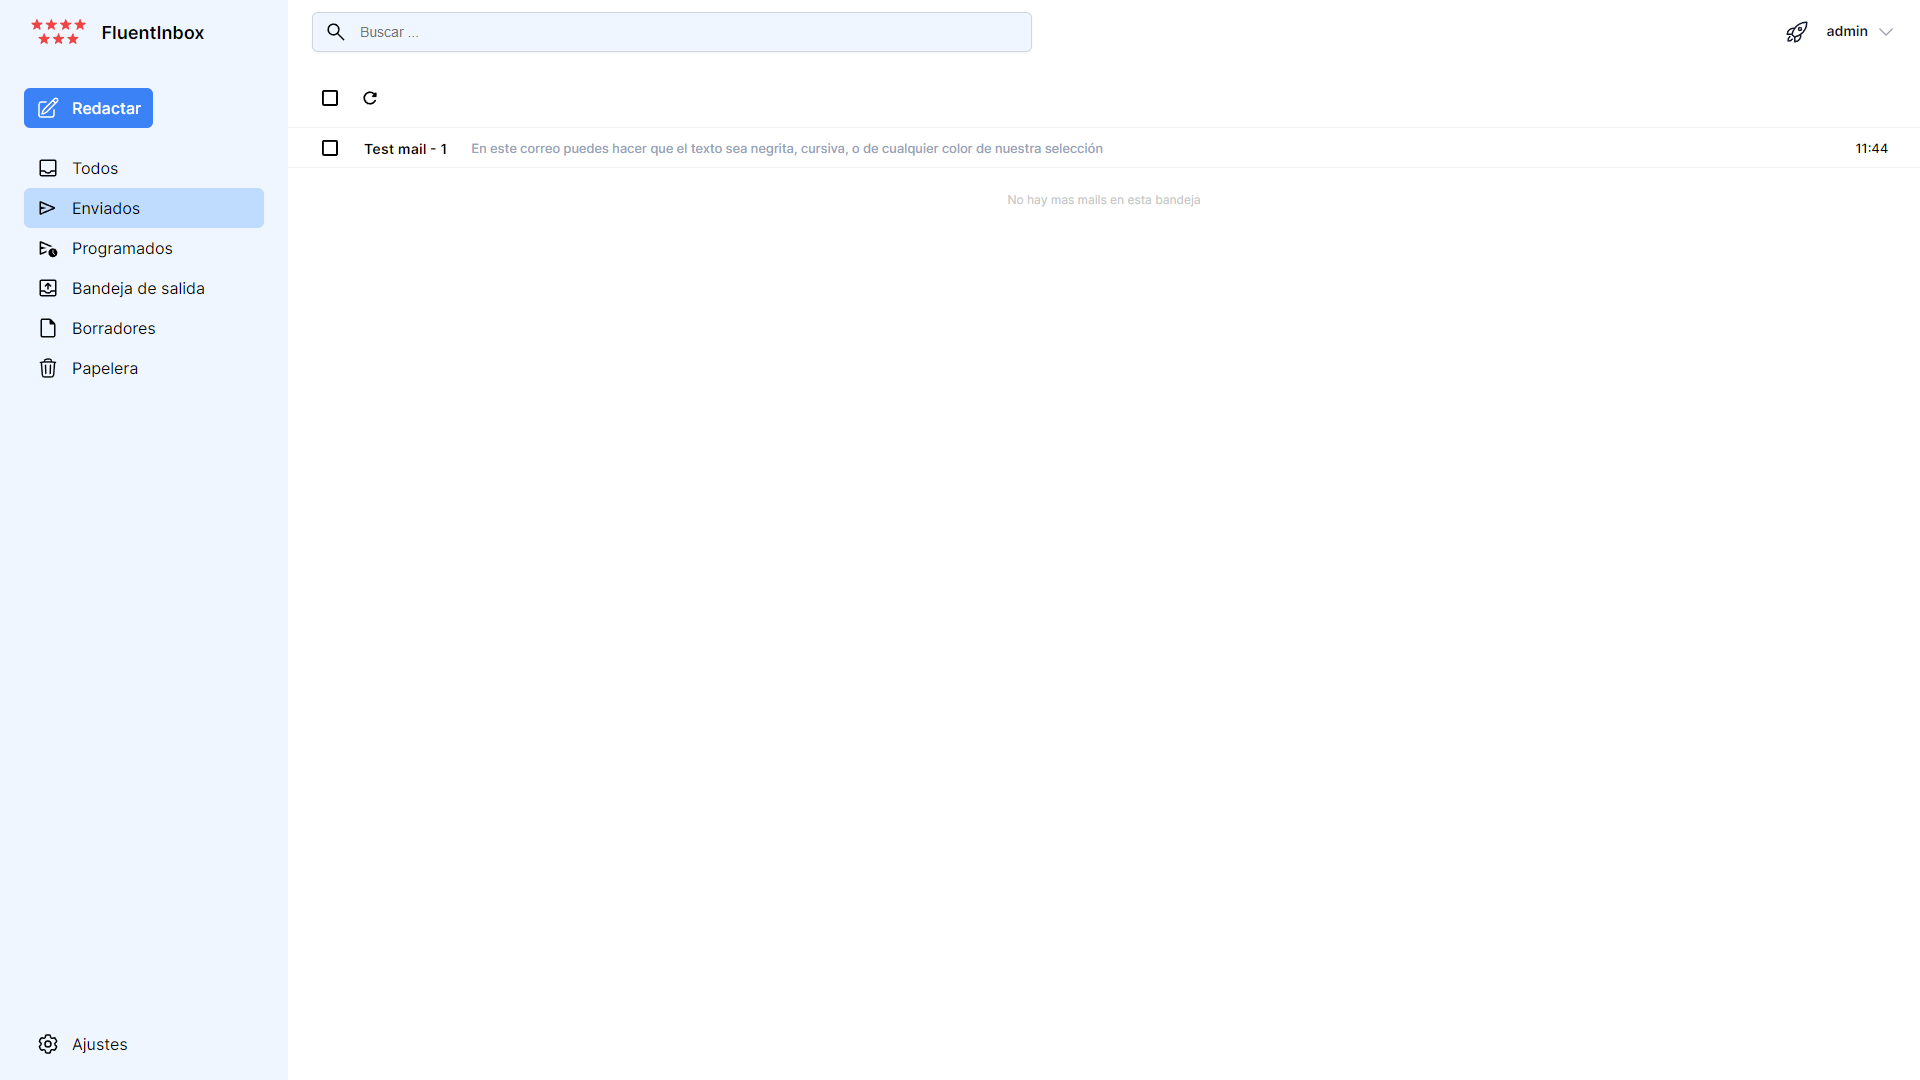 FluentInbox
Buscar ...
admin
Redactar
Todos
Enviados
Programados
Bandeja de salida
Borradores
Papelera
Ajustes
Test mail - 1 En este correo puedes hacer que el texto sea negrita, cursiva, o de cualquier color de nuestra selección 11:44
No hay mas mails en esta bandeja